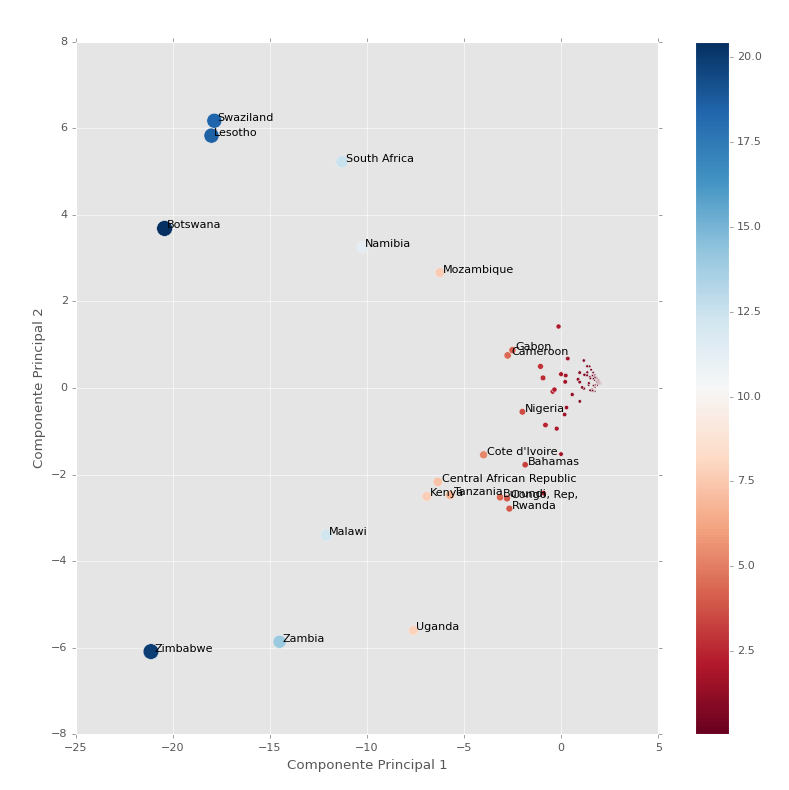 8
6
4
2
0
−2
−4
−6
−8
Componente Principal 2
Swaziland
Lesotho
South Africa
Botswana
Namibia
Mozambique
Gabon
Cameroon
Nigeria
Cote d'Ivoire
Bahamas
Central African Republic
Kenya
Tanzania
Burundi
Congo, Rep,
Rwanda
Malawi
Uganda
Zambia
Zimbabwe
−25 −20 −15 −10 −5 0 5
Componente Principal 1
20.0
17.5
15.0
12.5
10.0
7.5
5.0
2.5